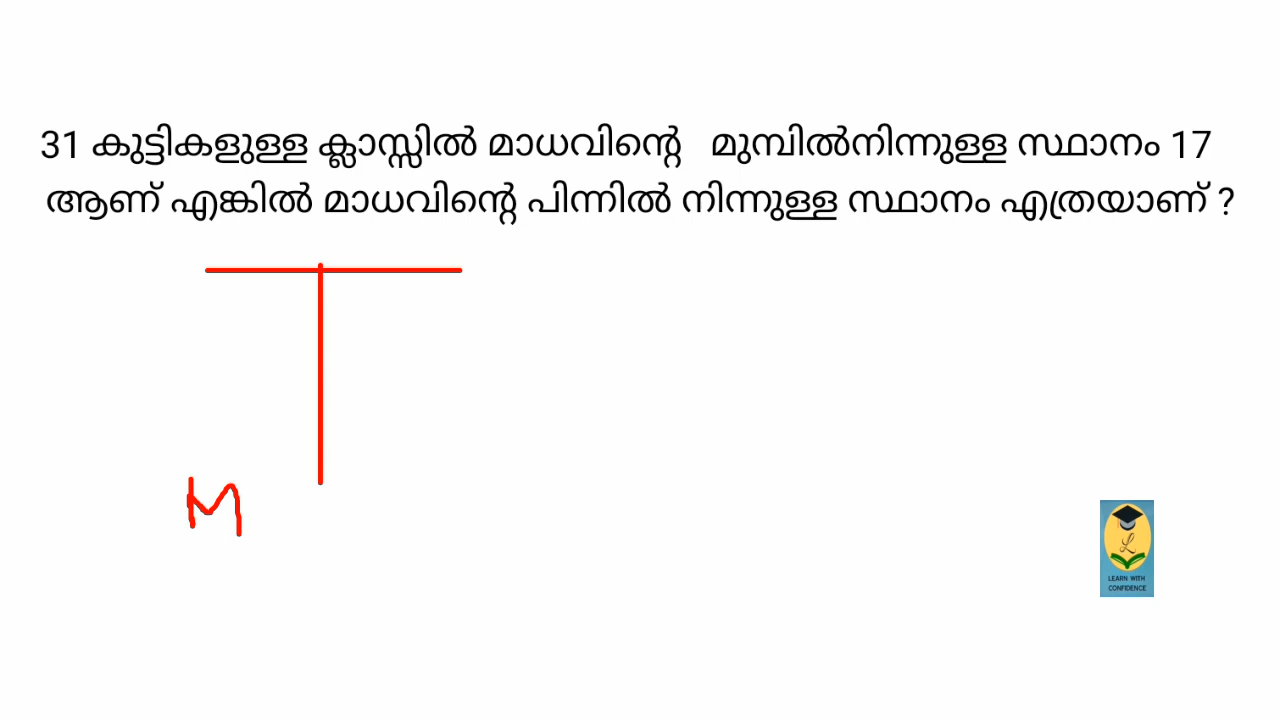 31 കുട്ടികളുള്ള ക്ലാസ്സിൽ മാധവിന്റെ മുമ്പിൽനിന്നുള്ള സ്ഥാനം 17
ആണ് എങ്കിൽ മാധവിന്റെ പിന്നിൽ നിന്നുള്ള സ്ഥാനം എത്രയാണ് ?
M
L
LEARN WITH
CONFIDENCE